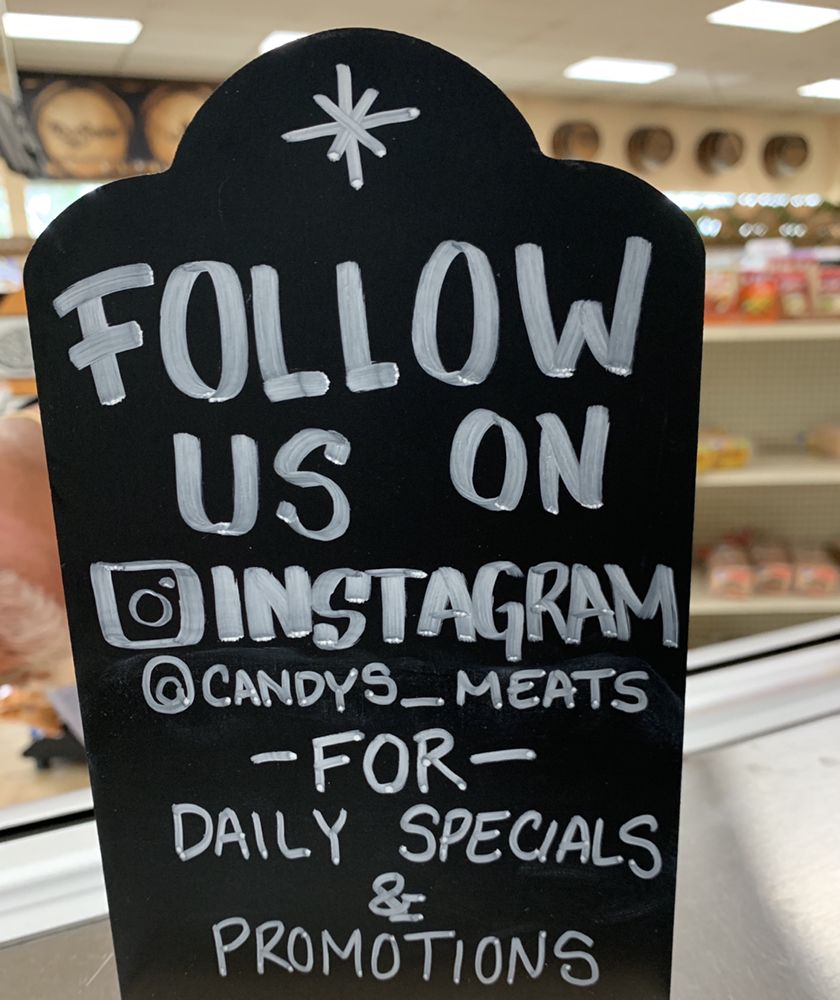 FOLLOW
US ON
INSTAGRAM
@CANDYS_MEATS
-FOR-
DAILY SPECIALS
&
PROMOTIONS